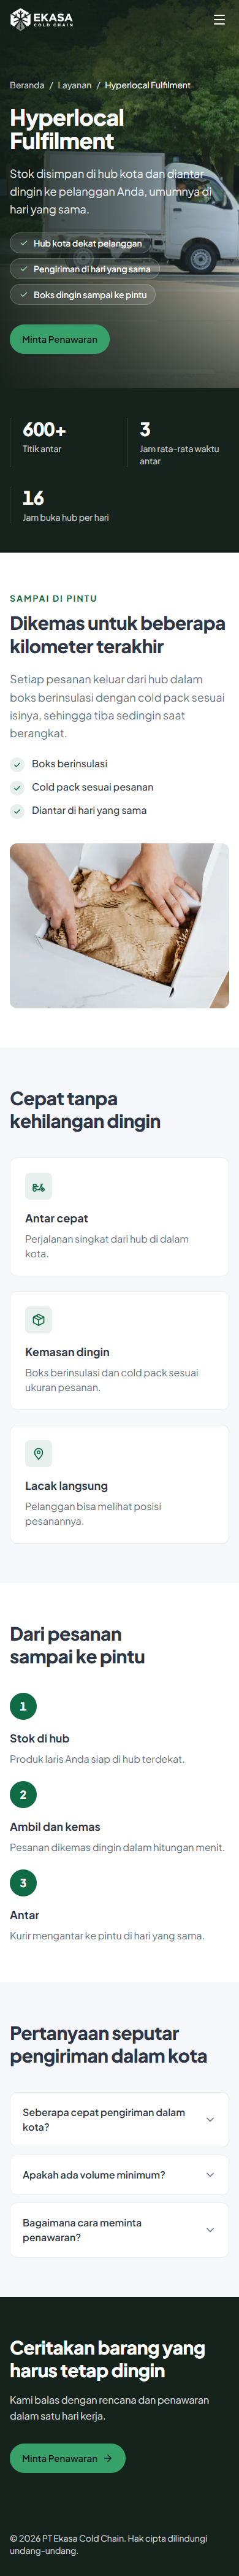 EKASA
COLD CHAIN
Beranda / Layanan / Hyperlocal Fulfilment
Hyperlocal
Fulfilment
Stok disimpan di hub kota dan diantar
dingin ke pelanggan Anda, umumnya di
hari yang sama.
Hub kota dekat pelanggan
Pengiriman di hari yang sama
Boks dingin sampai ke pintu
Minta Penawaran
600+
Titik antar
3
Jam rata-rata waktu
antar
16
Jam buka hub per hari
SAMPAI DI PINTU
Dikemas untuk beberapa
kilometer terakhir
Setiap pesanan keluar dari hub dalam
boks berinsulasi dengan cold pack sesuai
isinya, sehingga tiba sedingin saat
berangkat.
Boks berinsulasi
Cold pack sesuai pesanan
Diantar di hari yang sama
Cepat tanpa
kehilangan dingin
Antar cepat
Perjalanan singkat dari hub di dalam
kota.
Kemasan dingin
Boks berinsulasi dan cold pack sesuai
ukuran pesanan.
Lacak langsung
Pelanggan bisa melihat posisi
pesanannya.
Dari pesanan
sampai ke pintu
1
Stok di hub
Produk laris Anda siap di hub terdekat.
2
Ambil dan kemas
Pesanan dikemas dingin dalam hitungan menit.
3
Antar
Kurir mengantar ke pintu di hari yang sama.
Pertanyaan seputar
pengiriman dalam kota
Seberapa cepat pengiriman dalam
kota?
Apakah ada volume minimum?
Bagaimana cara meminta
penawaran?
Ceritakan barang yang
harus tetap dingin
Kami balas dengan rencana dan penawaran
dalam satu hari kerja.
Minta Penawaran
© 2026 PT Ekasa Cold Chain. Hak cipta dilindungi
undang-undang.